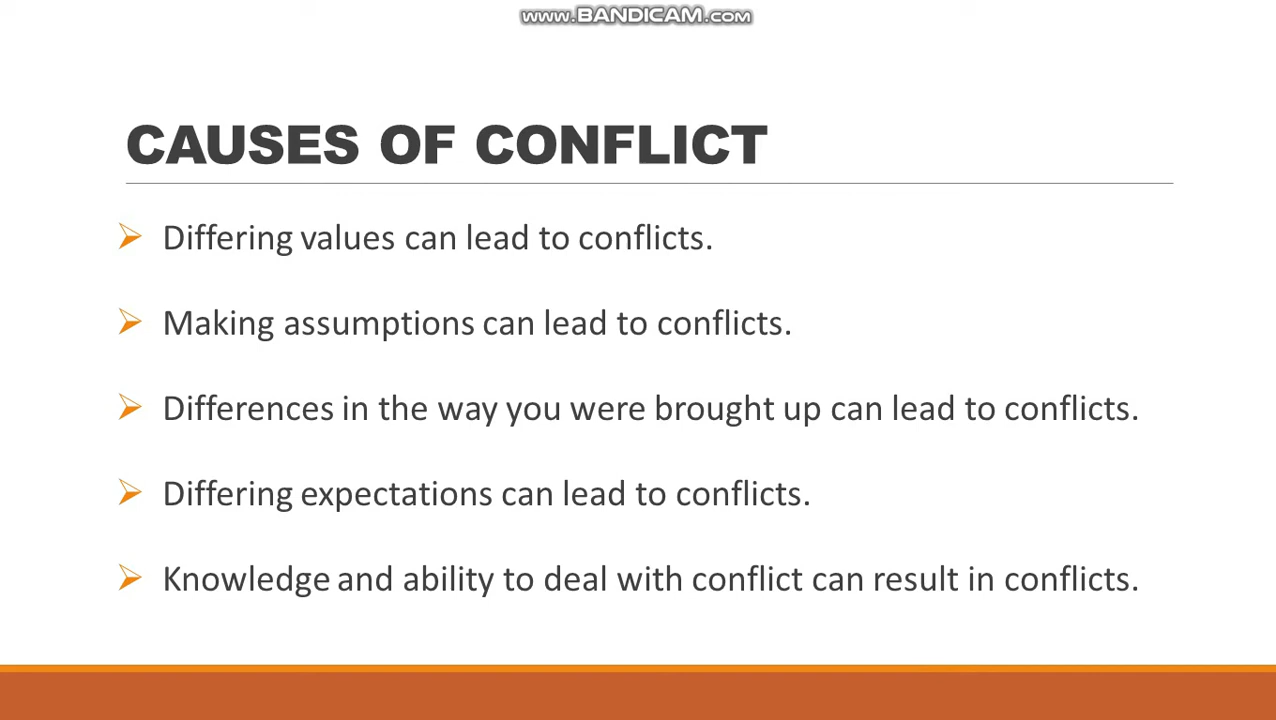 www.BANDICAM.com
CAUSES OF CONFLICT
Differing values can lead to conflicts.
Making assumptions can lead to conflicts.
Differences in the way you were brought up can lead to conflicts.
Differing expectations can lead to conflicts.
Knowledge and ability to deal with conflict can result in conflicts.